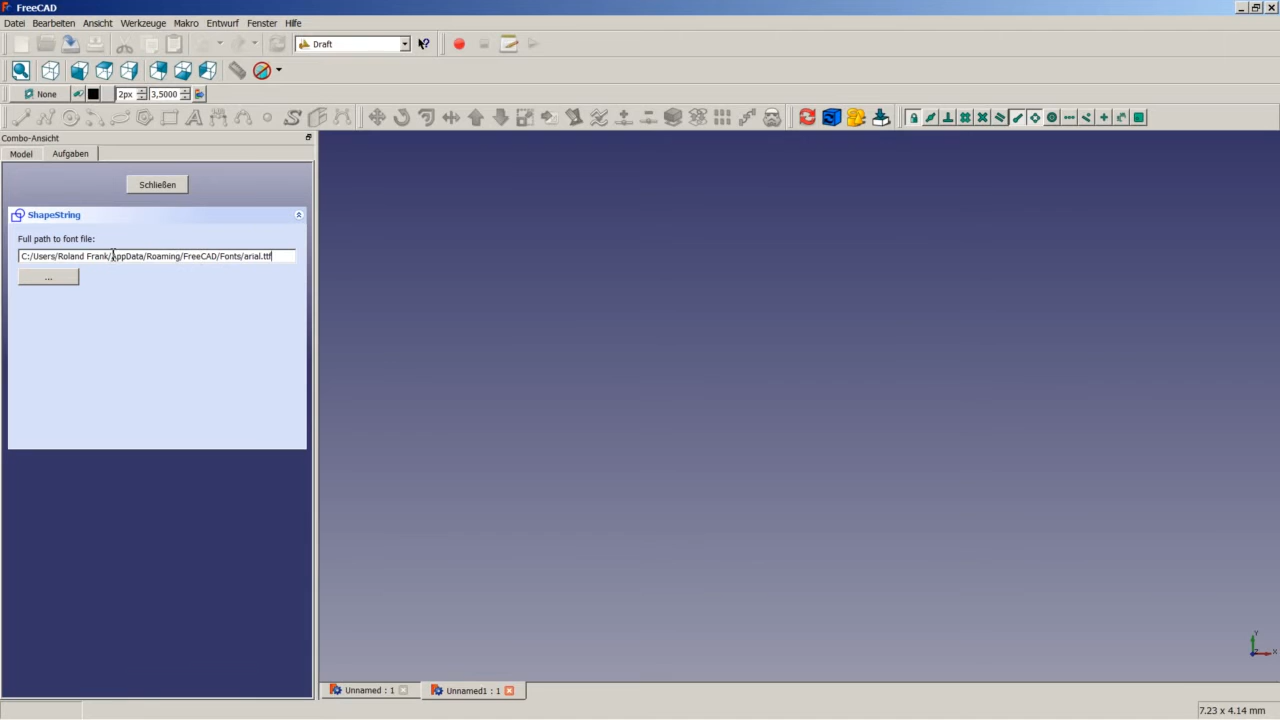 FreeCAD
Datei Bearbeiten Ansicht Werkzeuge Makro Entwurf Fenster Hilfe
Draft
None 2px 3,5000
Combo-Ansicht
Model Aufgaben
Schließen
ShapeString
Full path to font file:
C:/Users/Roland Frank/AppData/Roaming/FreeCAD/Fonts/arial.ttf
...
Y
X
Unnamed : 1 Unnamed1 : 1
7.23 x 4.14 mm